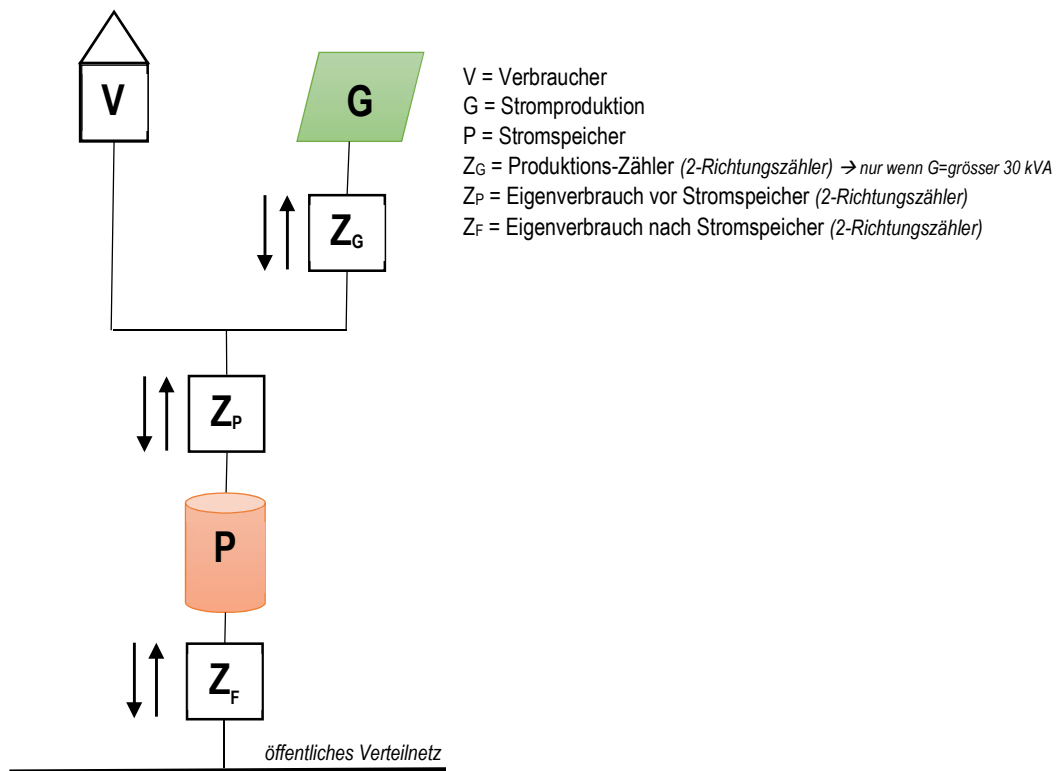 V
G
V = Verbraucher
G = Stromproduktion
P = Stromspeicher
ZG = Produktions-Zähler (2-Richtungszähler) → nur wenn G=grösser 30 kVA
ZP = Eigenverbrauch vor Stromspeicher (2-Richtungszähler)
ZF = Eigenverbrauch nach Stromspeicher (2-Richtungszähler)
ZG
ZP
P
ZF
öffentliches Verteilnetz